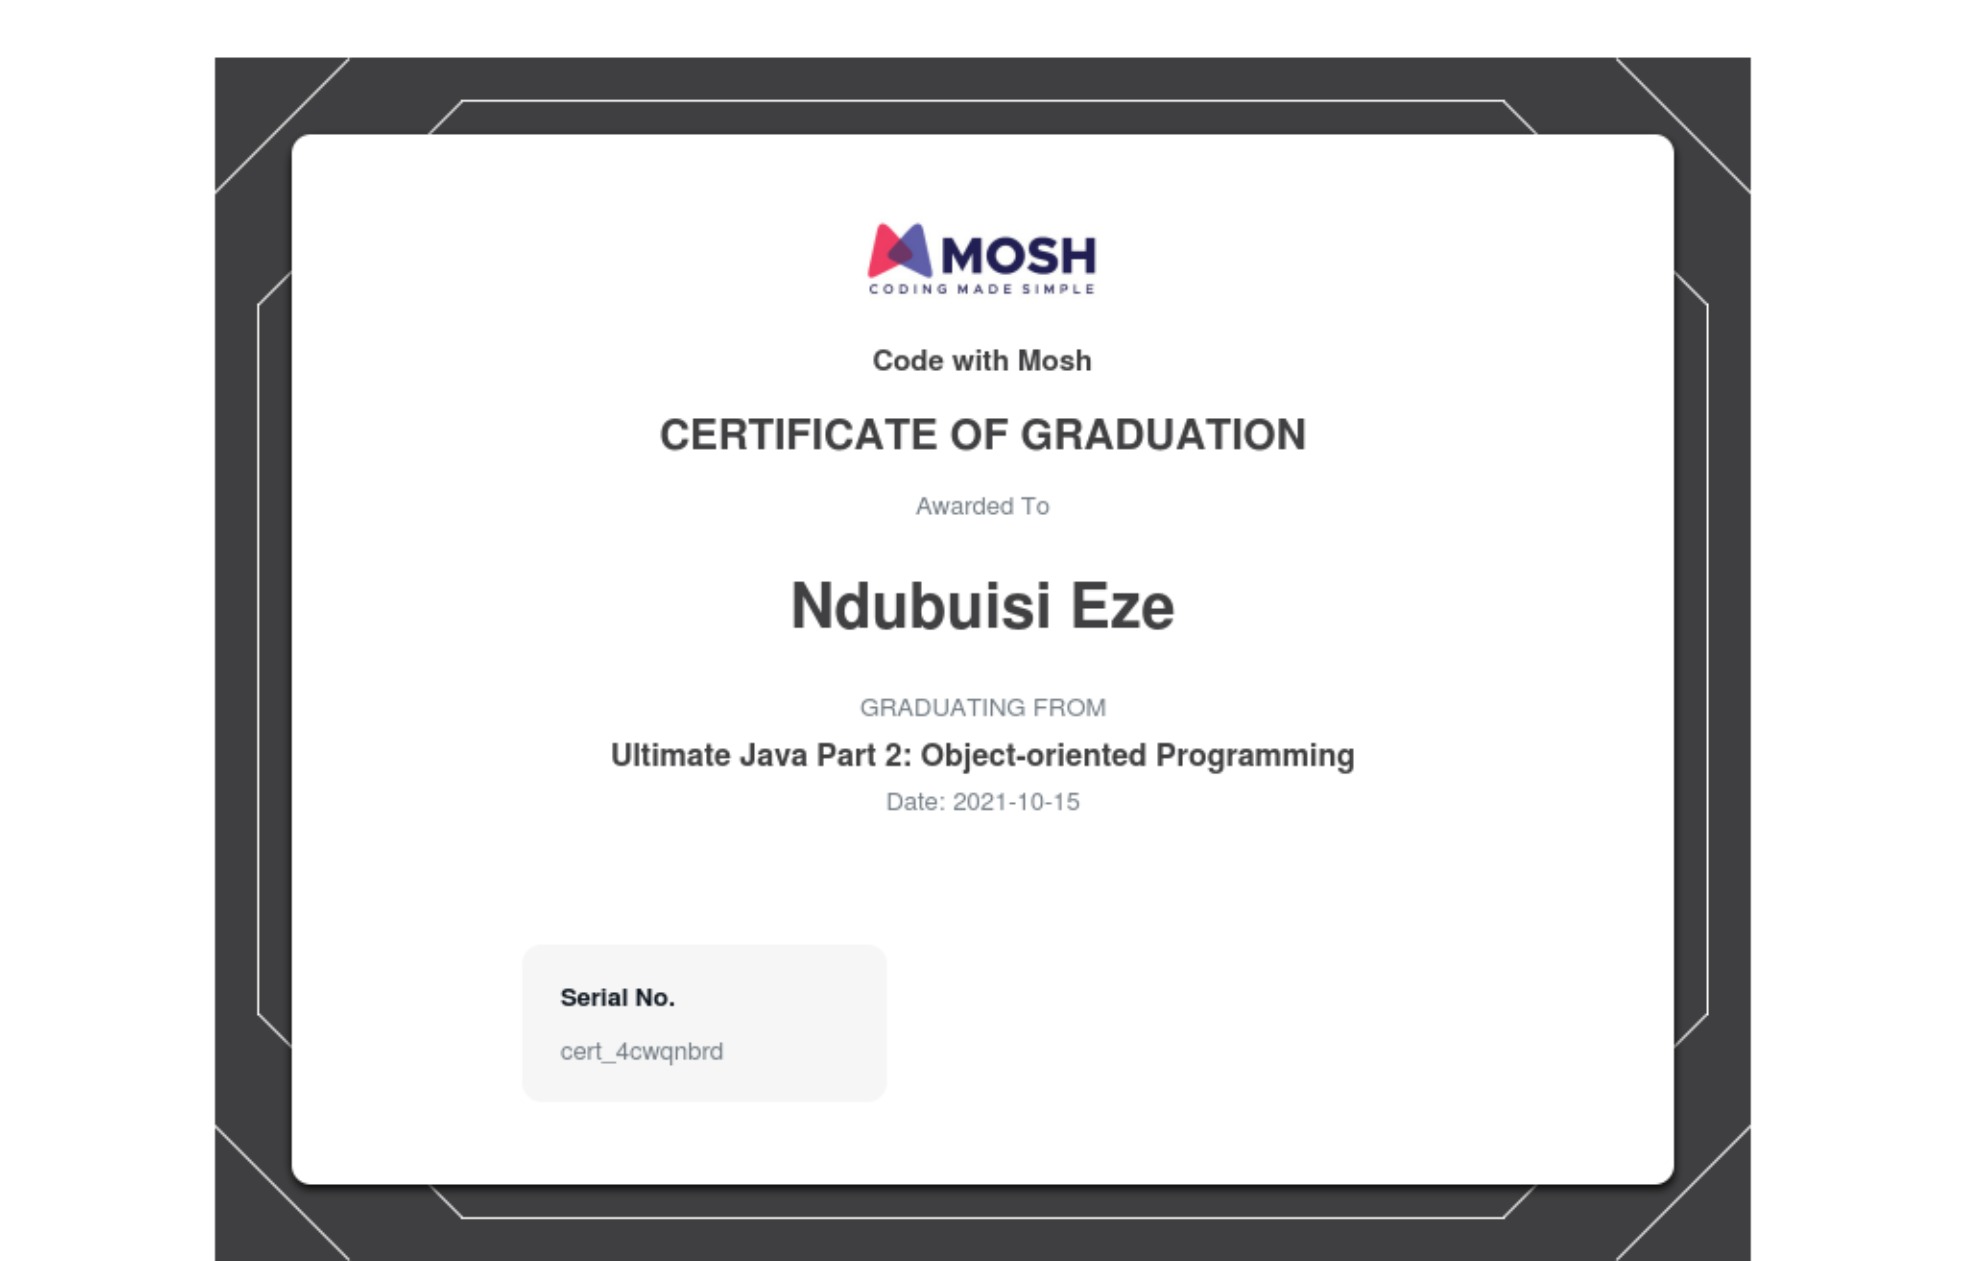 MOSH
CODING MADE SIMPLE
Code with Mosh
CERTIFICATE OF GRADUATION
Awarded To
Ndubuisi Eze
GRADUATING FROM
Ultimate Java Part 2: Object-oriented Programming
Date: 2021-10-15
Serial No.
cert_4cwqnbrd